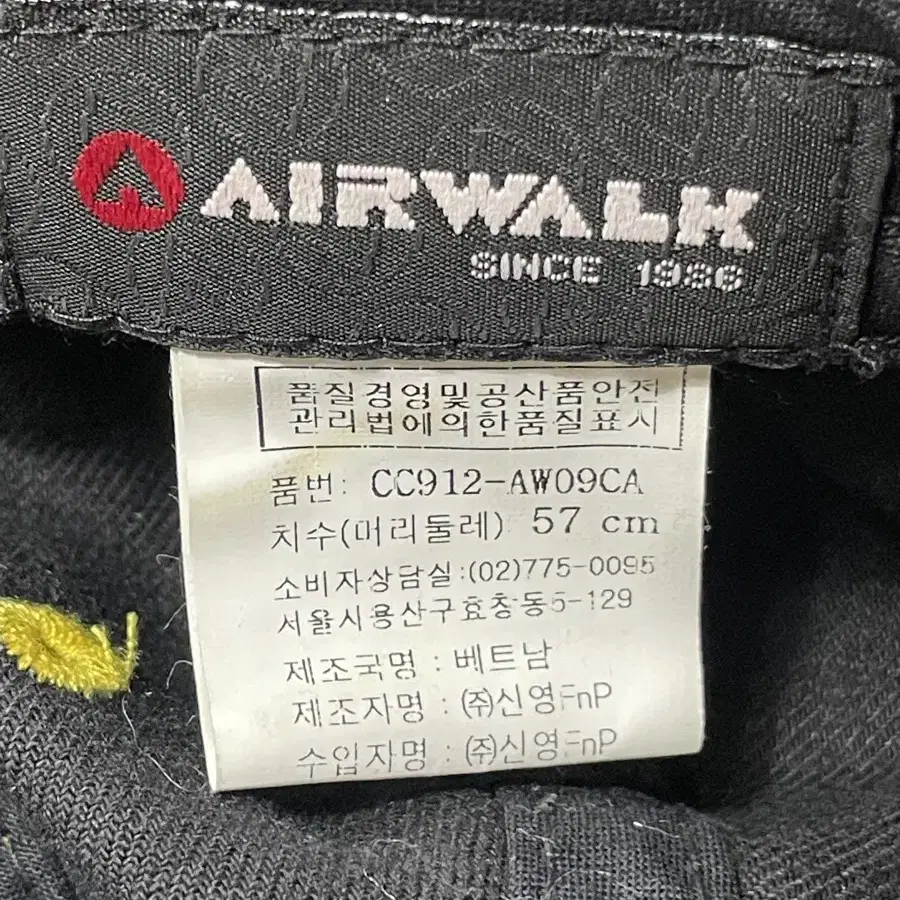 AIRWALK
SINCE 1986
품질경영및공산품안전
관리법에의한품질표시
품번: CC912-AW09CA
치수(머리둘레) 57 cm
소비자상담실:(02)775-0095
서울시용산구효창동5-129
제조국명 : 베트남
제조자명 : ㈜신영FnP
수입자명 : ㈜신영FnP